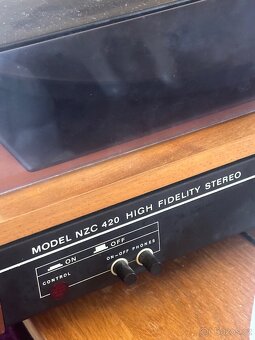 MODEL NZC 420 HIGH FIDELITY STEREO
ON OFF
CONTROL ON-OFF PHONES